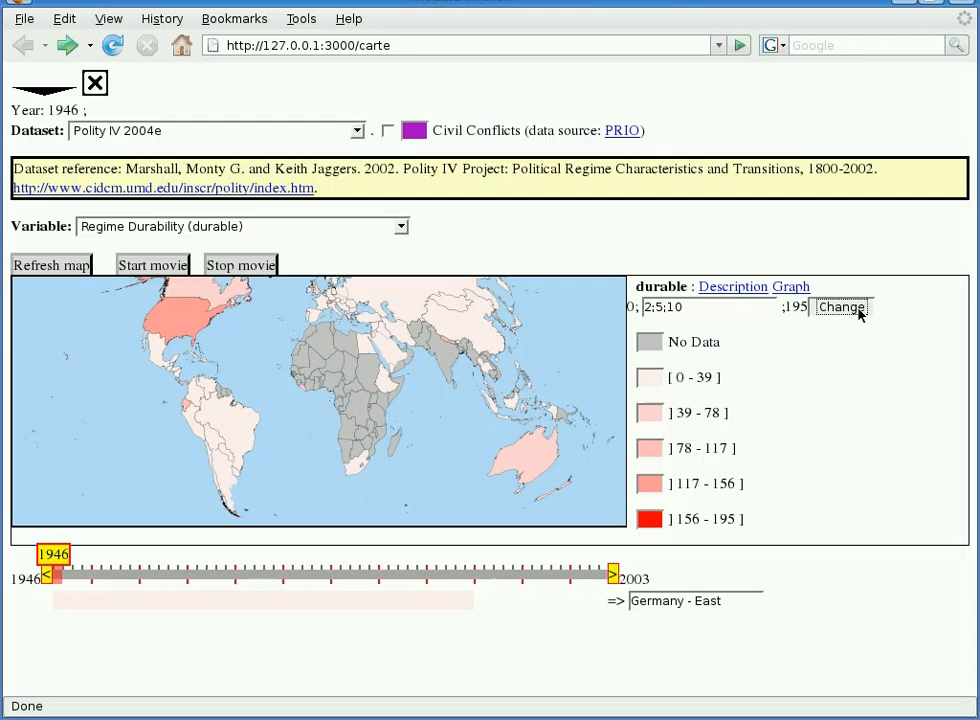 File Edit View History Bookmarks Tools Help
http://127.0.0.1:3000/carte
G Google
Year: 1946 ;
Dataset: Polity IV 2004e . Civil Conflicts (data source: PRIO)
Dataset reference: Marshall, Monty G. and Keith Jaggers. 2002. Polity IV Project: Political Regime Characteristics and Transitions, 1800-2002.
http://www.cidcm.umd.edu/inscr/polity/index.htm.
Variable: Regime Durability (durable)
Refresh map Start movie Stop movie
durable : Description Graph
0; 2;5;10 ;195 Change
No Data
[ 0 - 39 ]
] 39 - 78 ]
] 78 - 117 ]
] 117 - 156 ]
] 156 - 195 ]
1946
1946 < > 2003
=> Germany - East
Done